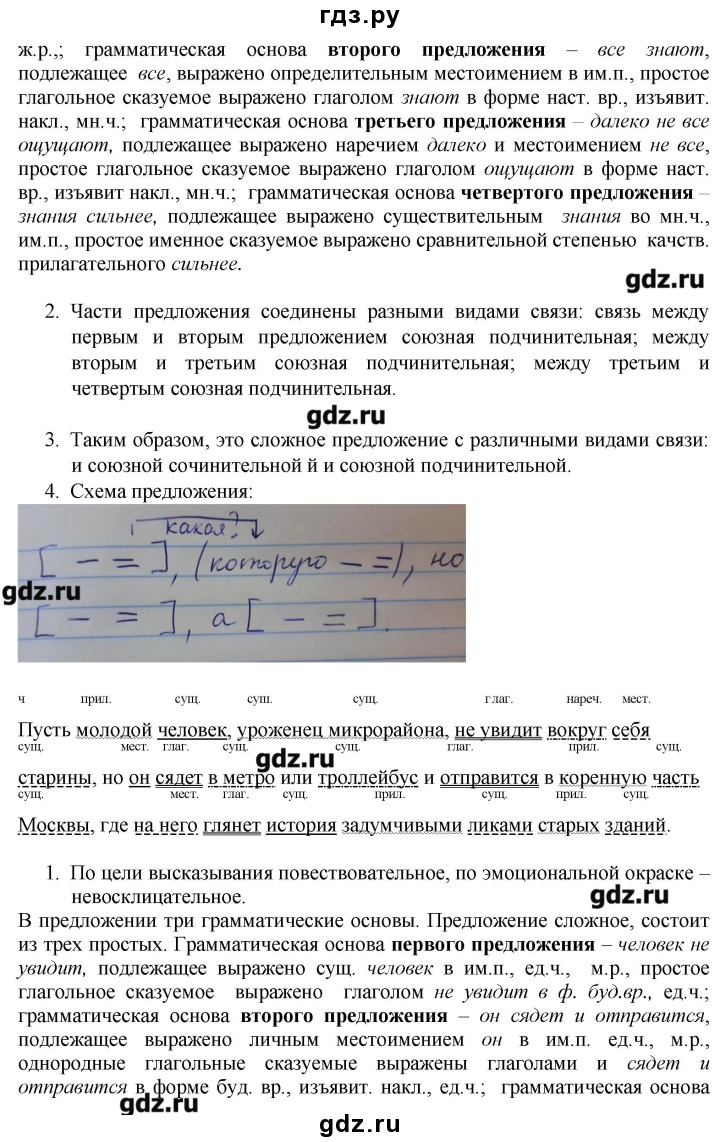 гдз.ру
ж.р.,; грамматическая основа второго предложения – все знают,
подлежащее все, выражено определительным местоимением в им.п., простое
глагольное сказуемое выражено глаголом знают в форме наст. вр., изъявит.
накл., мн.ч.; грамматическая основа третьего предложения – далеко не все
ощущают, подлежащее выражено наречием далеко и местоимением не все,
простое глагольное сказуемое выражено глаголом ощущают в форме наст.
вр., изъявит накл., мн.ч.; грамматическая основа четвертого предложения –
знания сильнее, подлежащее выражено существительным знания во мн.ч.,
им.п., простое именное сказуемое выражено сравнительной степенью качств.
прилагательного сильнее.
gdz.ru
2. Части предложения соединены разными видами связи: связь между
первым и вторым предложением союзная подчинительная; между
вторым и третьим союзная подчинительная; между третьим и
четвертым союзная подчинительная.
gdz.ru
3. Таким образом, это сложное предложение с различными видами связи:
и союзной сочинительной й и союзной подчинительной.
4. Схема предложения:
какая?
[ – = ], (которую – =), но
gdz.ru
[ – = ], а [ – = ].
ч прил. сущ. сущ. сущ. глаг. нареч. мест.
Пусть молодой человек, уроженец микрорайона, не увидит вокруг себя
сущ. мест. глаг. сущ. сущ. глаг. прил. сущ.
gdz.ru
старины, но он сядет в метро или троллейбус и отправится в коренную часть
сущ. мест. глаг. сущ. прил. сущ. прил. сущ.
Москвы, где на него глянет история задумчивыми ликами старых зданий.
1. По цели высказывания повествовательное, по эмоциональной окраске –
невосклицательное.
gdz.ru
В предложении три грамматические основы. Предложение сложное, состоит
из трех простых. Грамматическая основа первого предложения – человек не
увидит, подлежащее выражено сущ. человек в им.п., ед.ч., м.р., простое
глагольное сказуемое выражено глаголом не увидит в ф. буд.вр., ед.ч.;
грамматическая основа второго предложения – он сядет и отправится,
подлежащее выражено личным местоимением он в им.п. ед.ч., м.р.,
однородные глагольные сказуемые выражены глаголами и сядет и
отправится в форме буд. вр., изъявит. накл., ед.ч.; грамматическая основа
gdz.ru
gdz.ru